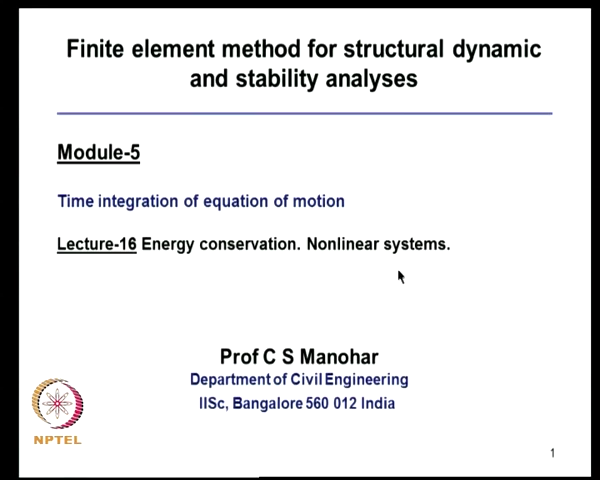 Finite element method for structural dynamic
and stability analyses
Module-5
Time integration of equation of motion
Lecture-16 Energy conservation. Nonlinear systems.
Prof C S Manohar
Department of Civil Engineering
IISc, Bangalore 560 012 India
NPTEL
1